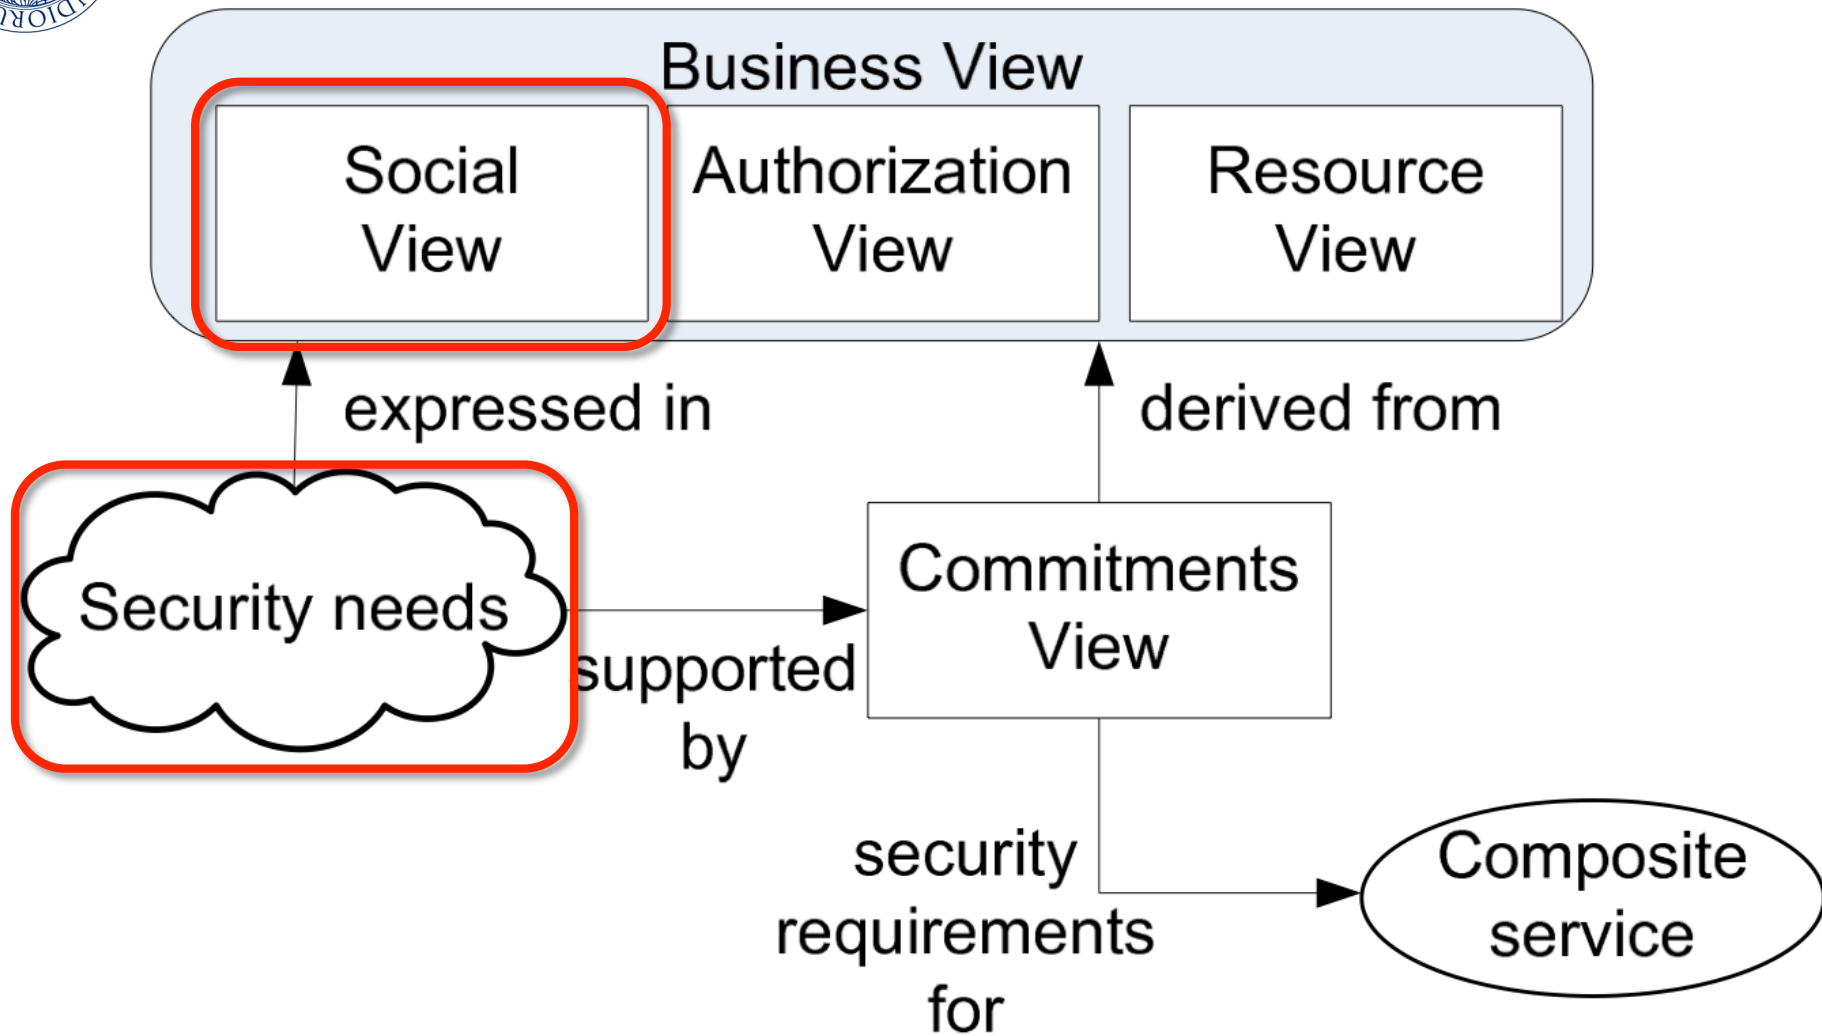 Business View
Social
View
Authorization
View
Resource
View
expressed in
derived from
Security needs
supported
by
Commitments
View
security
requirements
for
Composite
service